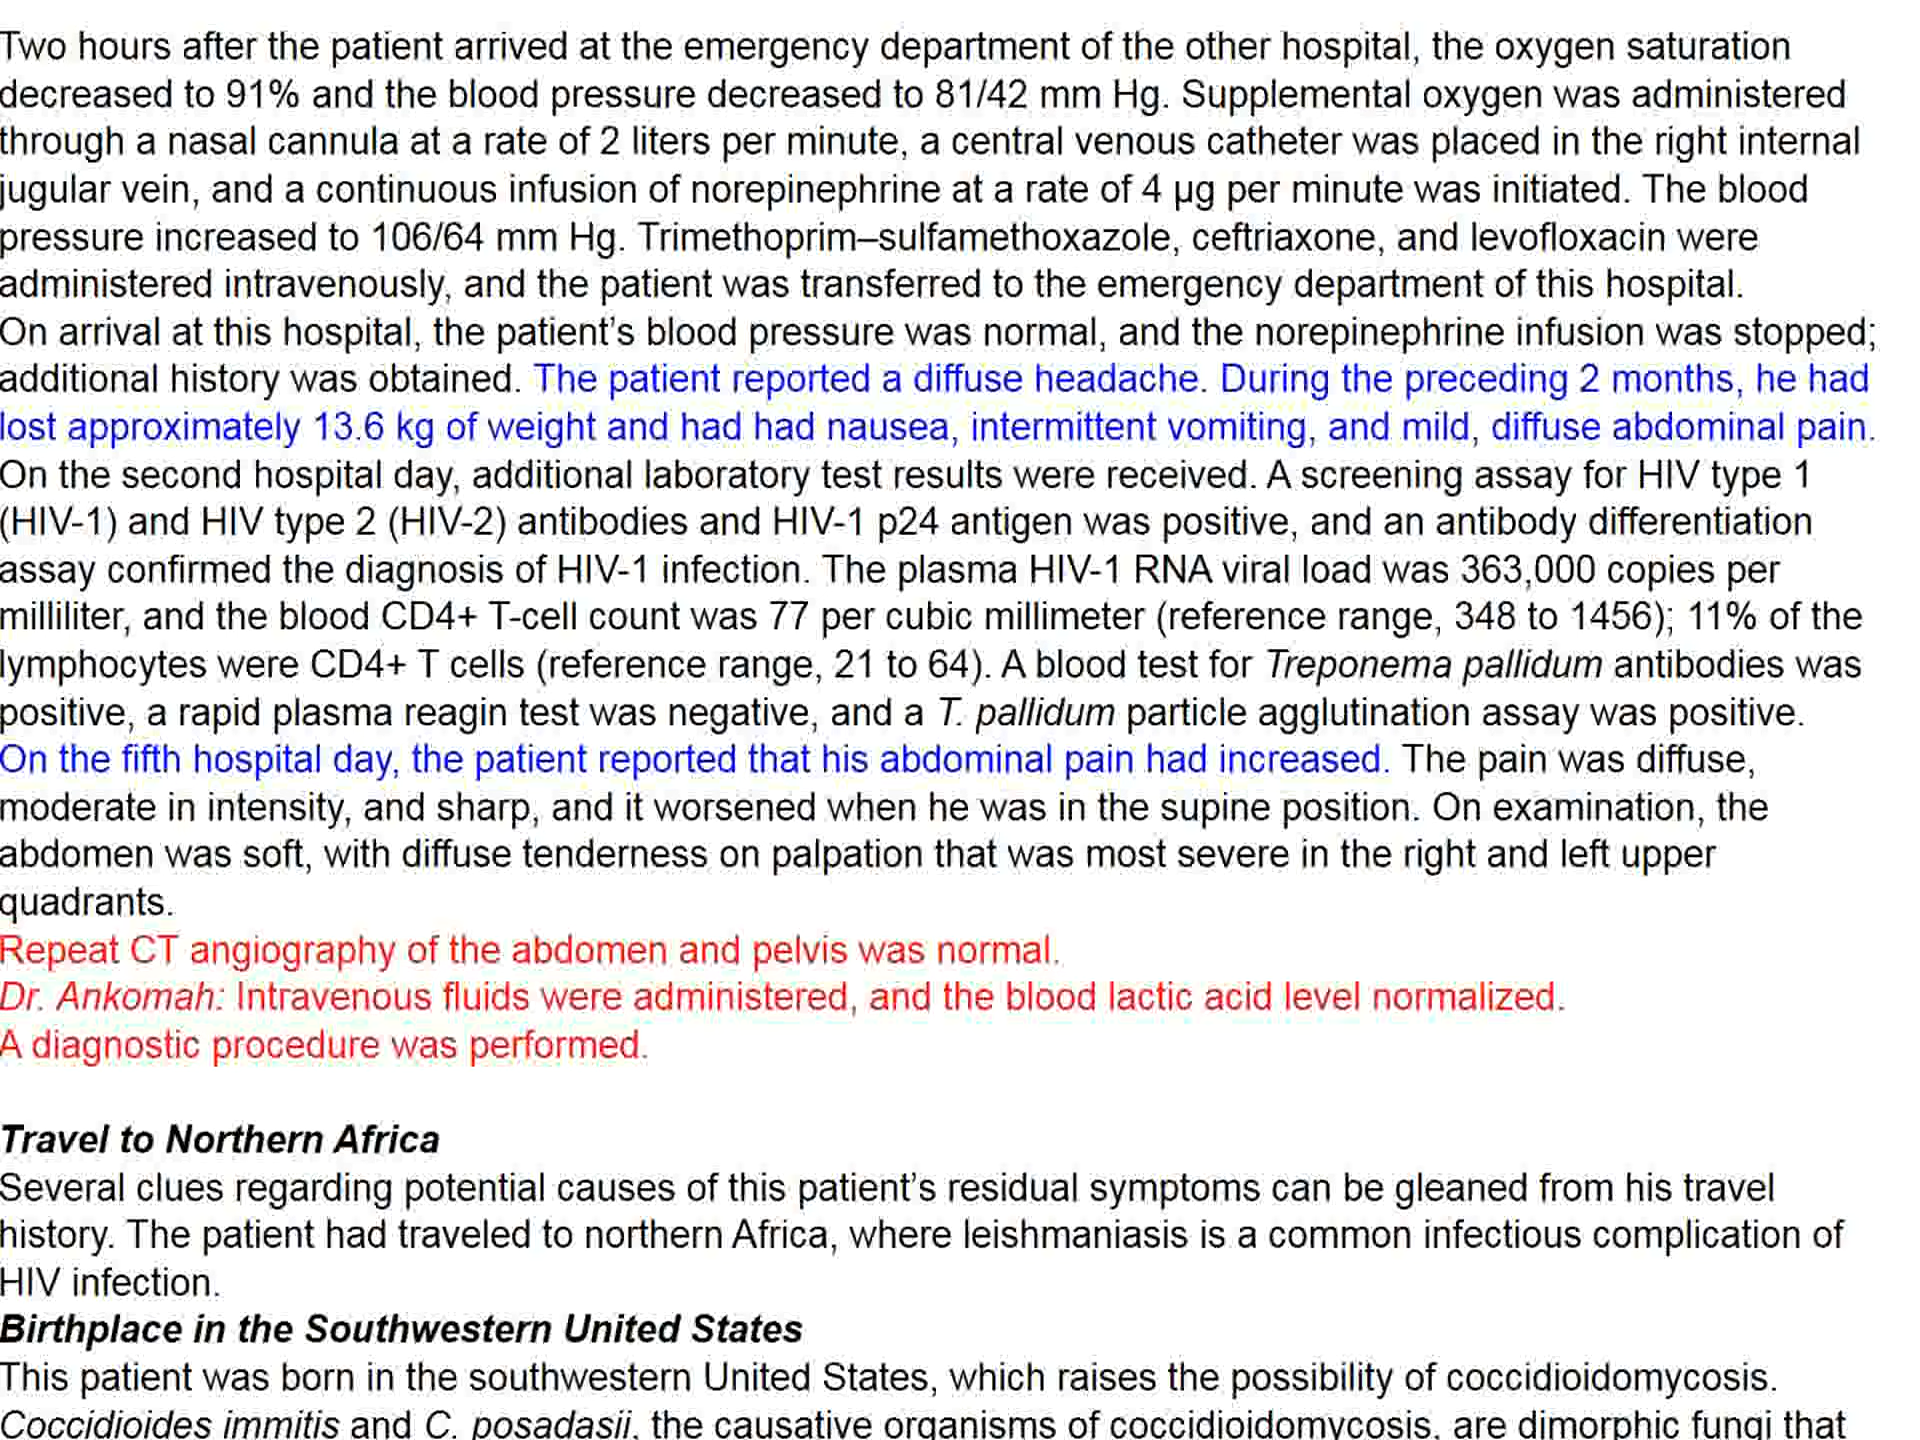 Two hours after the patient arrived at the emergency department of the other hospital, the oxygen saturation
decreased to 91% and the blood pressure decreased to 81/42 mm Hg. Supplemental oxygen was administered
through a nasal cannula at a rate of 2 liters per minute, a central venous catheter was placed in the right internal
jugular vein, and a continuous infusion of norepinephrine at a rate of 4 μg per minute was initiated. The blood
pressure increased to 106/64 mm Hg. Trimethoprim–sulfamethoxazole, ceftriaxone, and levofloxacin were
administered intravenously, and the patient was transferred to the emergency department of this hospital.
On arrival at this hospital, the patient’s blood pressure was normal, and the norepinephrine infusion was stopped;
additional history was obtained. The patient reported a diffuse headache. During the preceding 2 months, he had
lost approximately 13.6 kg of weight and had had nausea, intermittent vomiting, and mild, diffuse abdominal pain.
On the second hospital day, additional laboratory test results were received. A screening assay for HIV type 1
(HIV-1) and HIV type 2 (HIV-2) antibodies and HIV-1 p24 antigen was positive, and an antibody differentiation
assay confirmed the diagnosis of HIV-1 infection. The plasma HIV-1 RNA viral load was 363,000 copies per
milliliter, and the blood CD4+ T-cell count was 77 per cubic millimeter (reference range, 348 to 1456); 11% of the
lymphocytes were CD4+ T cells (reference range, 21 to 64). A blood test for Treponema pallidum antibodies was
positive, a rapid plasma reagin test was negative, and a T. pallidum particle agglutination assay was positive.
On the fifth hospital day, the patient reported that his abdominal pain had increased. The pain was diffuse,
moderate in intensity, and sharp, and it worsened when he was in the supine position. On examination, the
abdomen was soft, with diffuse tenderness on palpation that was most severe in the right and left upper
quadrants.
Repeat CT angiography of the abdomen and pelvis was normal.
Dr. Ankomah: Intravenous fluids were administered, and the blood lactic acid level normalized.
A diagnostic procedure was performed.
Travel to Northern Africa
Several clues regarding potential causes of this patient’s residual symptoms can be gleaned from his travel
history. The patient had traveled to northern Africa, where leishmaniasis is a common infectious complication of
HIV infection.
Birthplace in the Southwestern United States
This patient was born in the southwestern United States, which raises the possibility of coccidioidomycosis.
Coccidioides immitis and C. posadasii, the causative organisms of coccidioidomycosis, are dimorphic fungi that